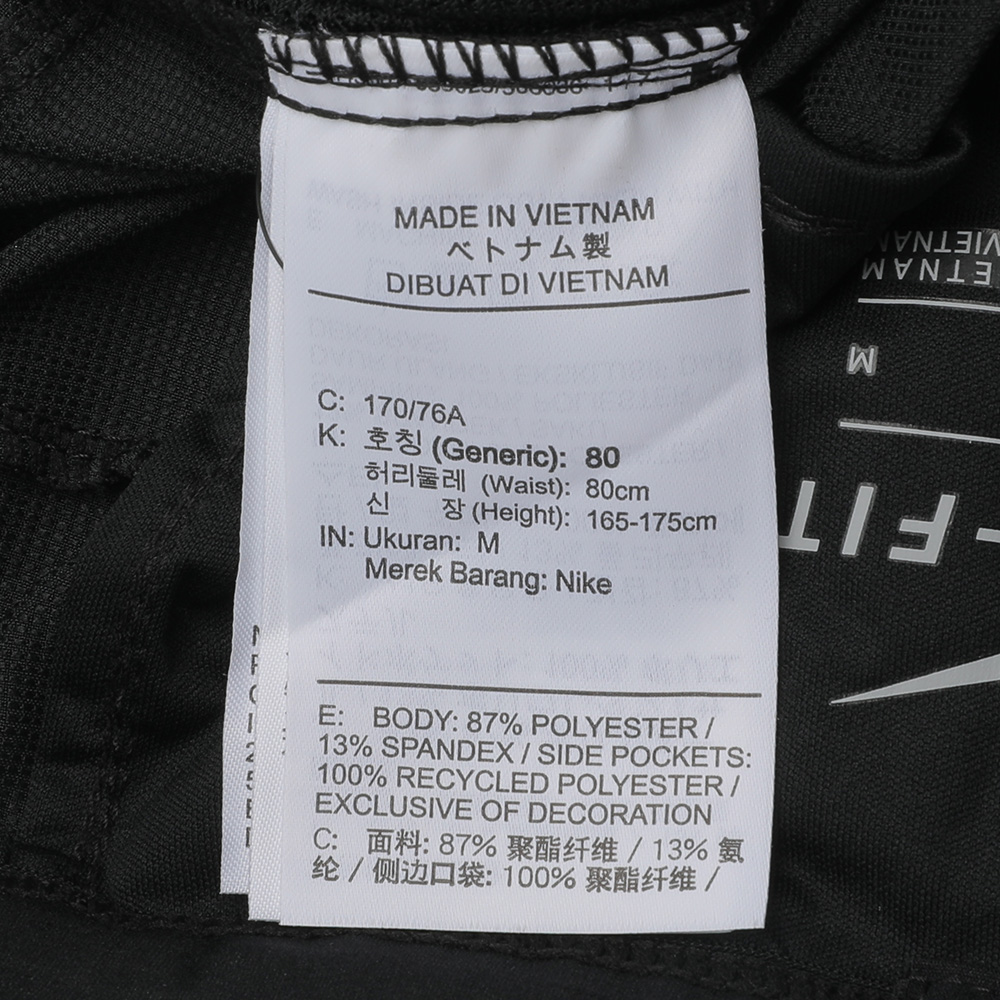 MADE IN VIETNAM
ベトナム製
DIBUAT DI VIETNAM
C: 170/76A
K: 호칭 (Generic): 80
허리둘레 (Waist): 80cm
신 장 (Height): 165-175cm
IN: Ukuran: M
Merek Barang: Nike
E: BODY: 87% POLYESTER /
13% SPANDEX / SIDE POCKETS:
100% RECYCLED POLYESTER /
EXCLUSIVE OF DECORATION
C: 面料: 87% 聚酯纤维 / 13% 氨
纶 / 侧边口袋: 100% 聚酯纤维 /
M
-FIT